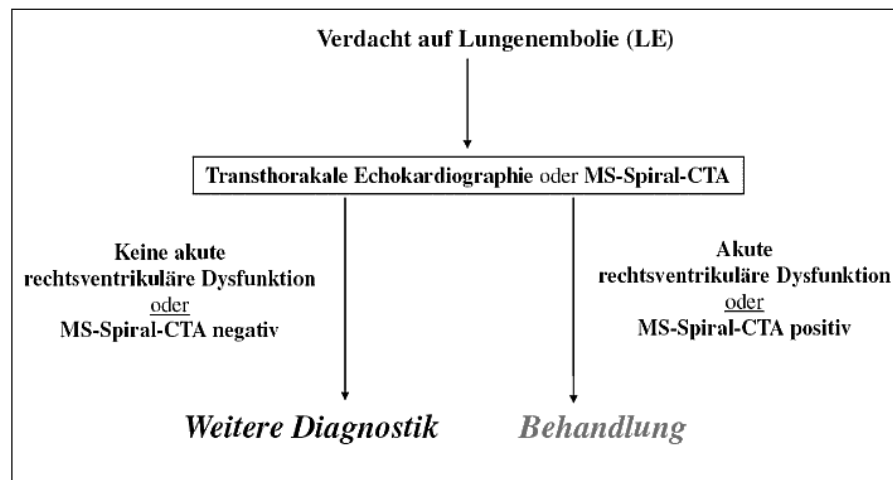 Verdacht auf Lungenembolie (LE)
Transthorakale Echokardiographie oder MS-Spiral-CTA
Keine akute
rechtsventrikuläre Dysfunktion
oder
MS-Spiral-CTA negativ
Akute
rechtsventrikuläre Dysfunktion
oder
MS-Spiral-CTA positiv
Weitere Diagnostik
Behandlung